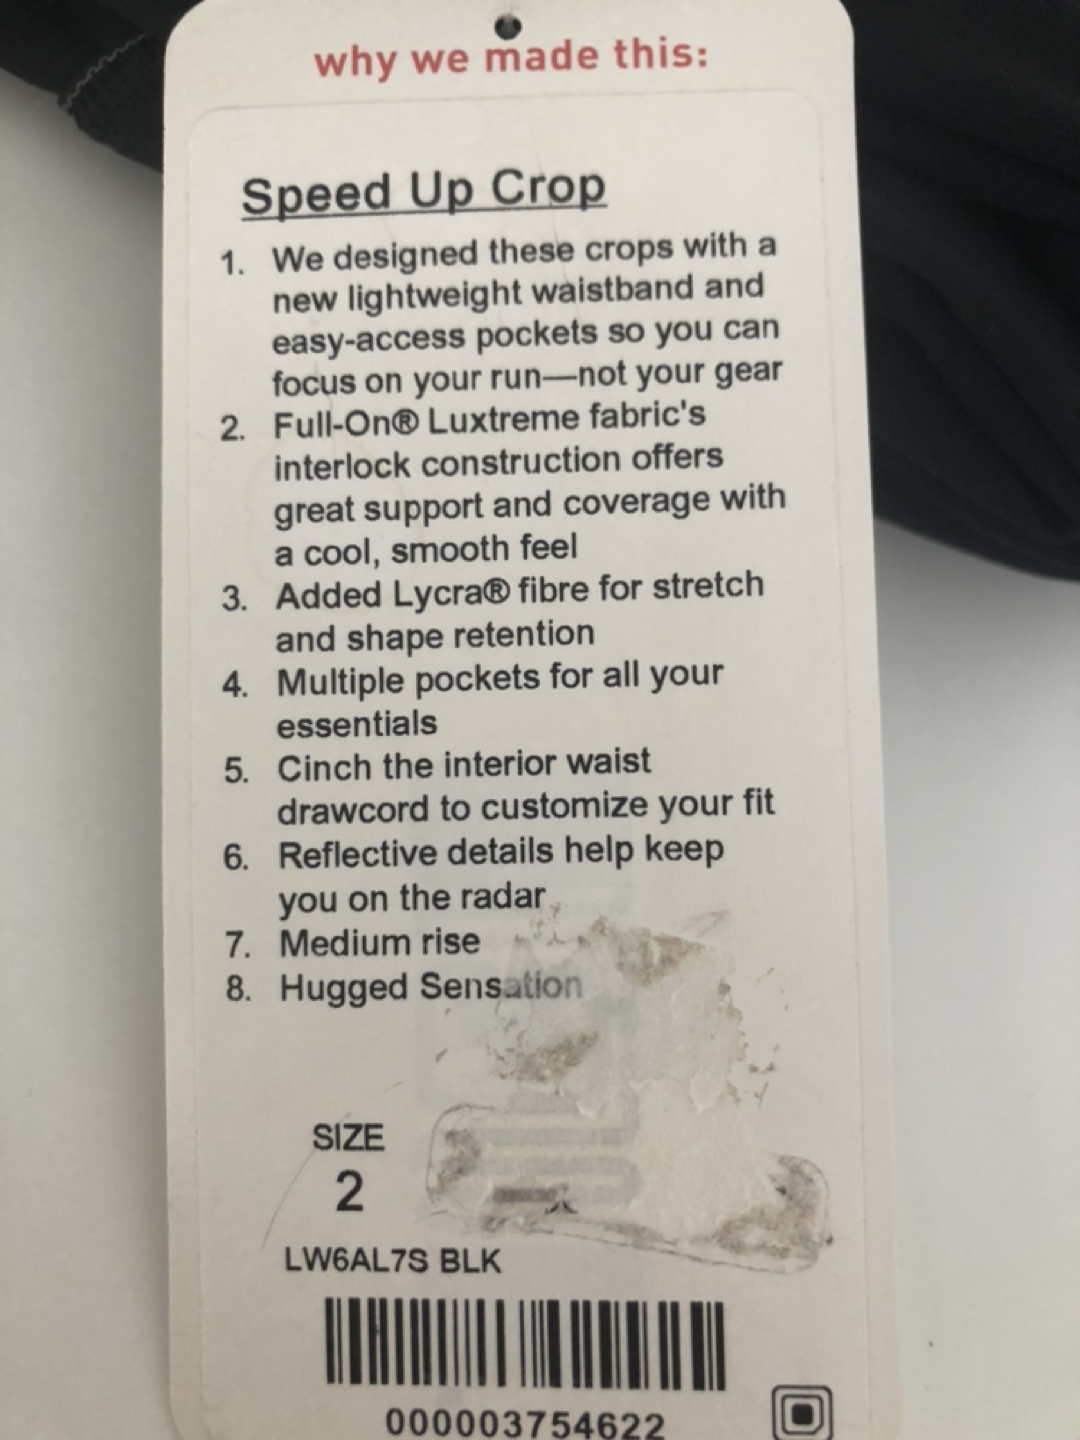 why we made this:
Speed Up Crop
1. We designed these crops with a
new lightweight waistband and
easy-access pockets so you can
focus on your run—not your gear
2. Full-On® Luxtreme fabric's
interlock construction offers
great support and coverage with
a cool, smooth feel
3. Added Lycra® fibre for stretch
and shape retention
4. Multiple pockets for all your
essentials
5. Cinch the interior waist
drawcord to customize your fit
6. Reflective details help keep
you on the radar
7. Medium rise
8. Hugged Sensation
SIZE
2
LW6AL7S BLK
000003754622